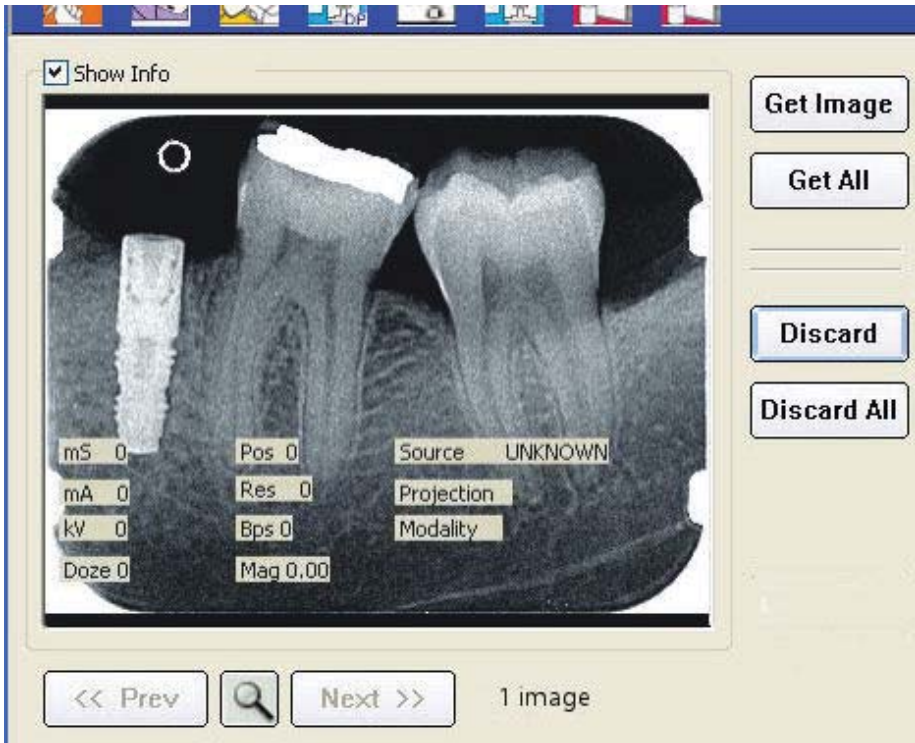 DP
Show Info
Get Image
Get All
Discard
Discard All
mS 0 Pos 0 Source UNKNOWN
mA 0 Res 0 Projection
kV 0 Bps 0 Modality
Doze 0 Mag 0.00
<< Prev Next >> 1 image